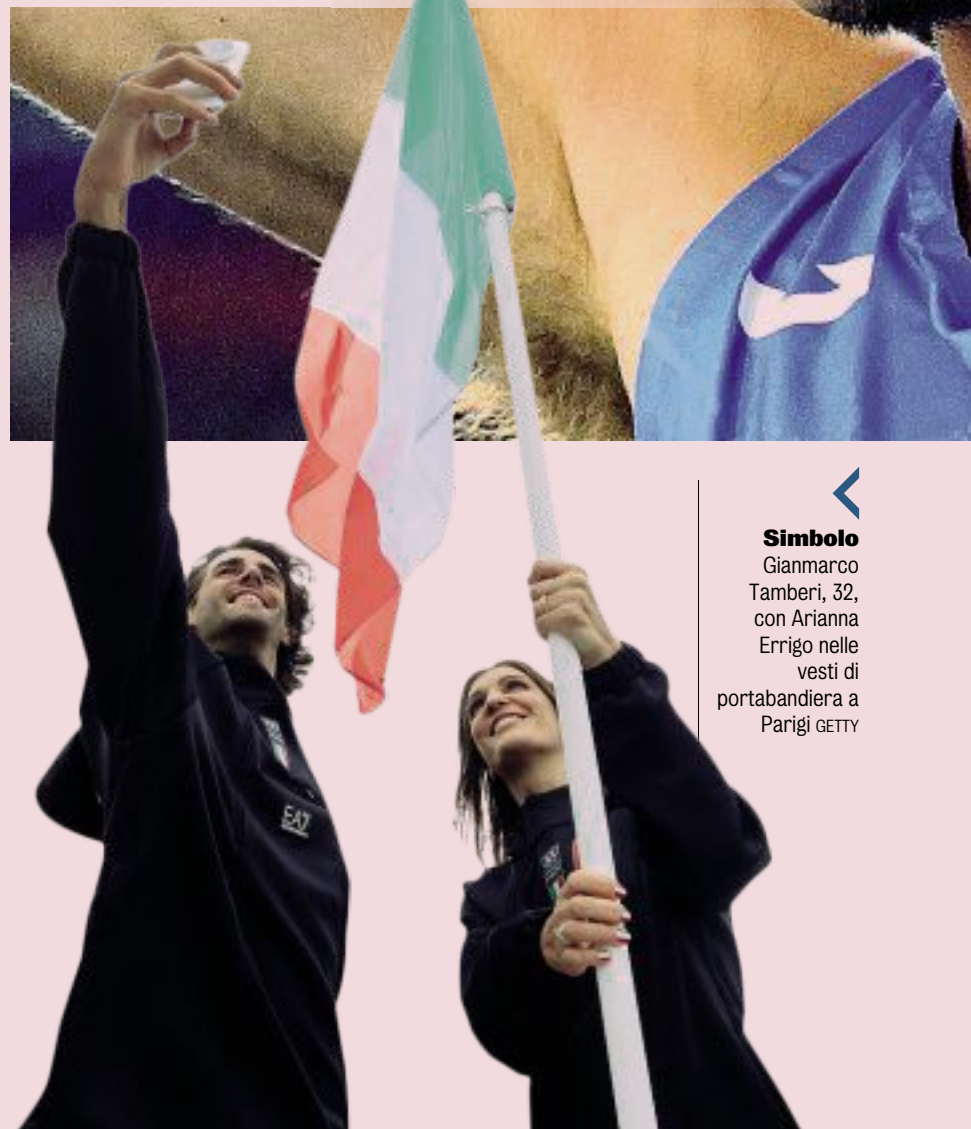 Simbolo
Gianmarco
Tamberi, 32,
con Arianna
Errigo nelle
vesti di
portabandiera a
Parigi GETTY
EA7